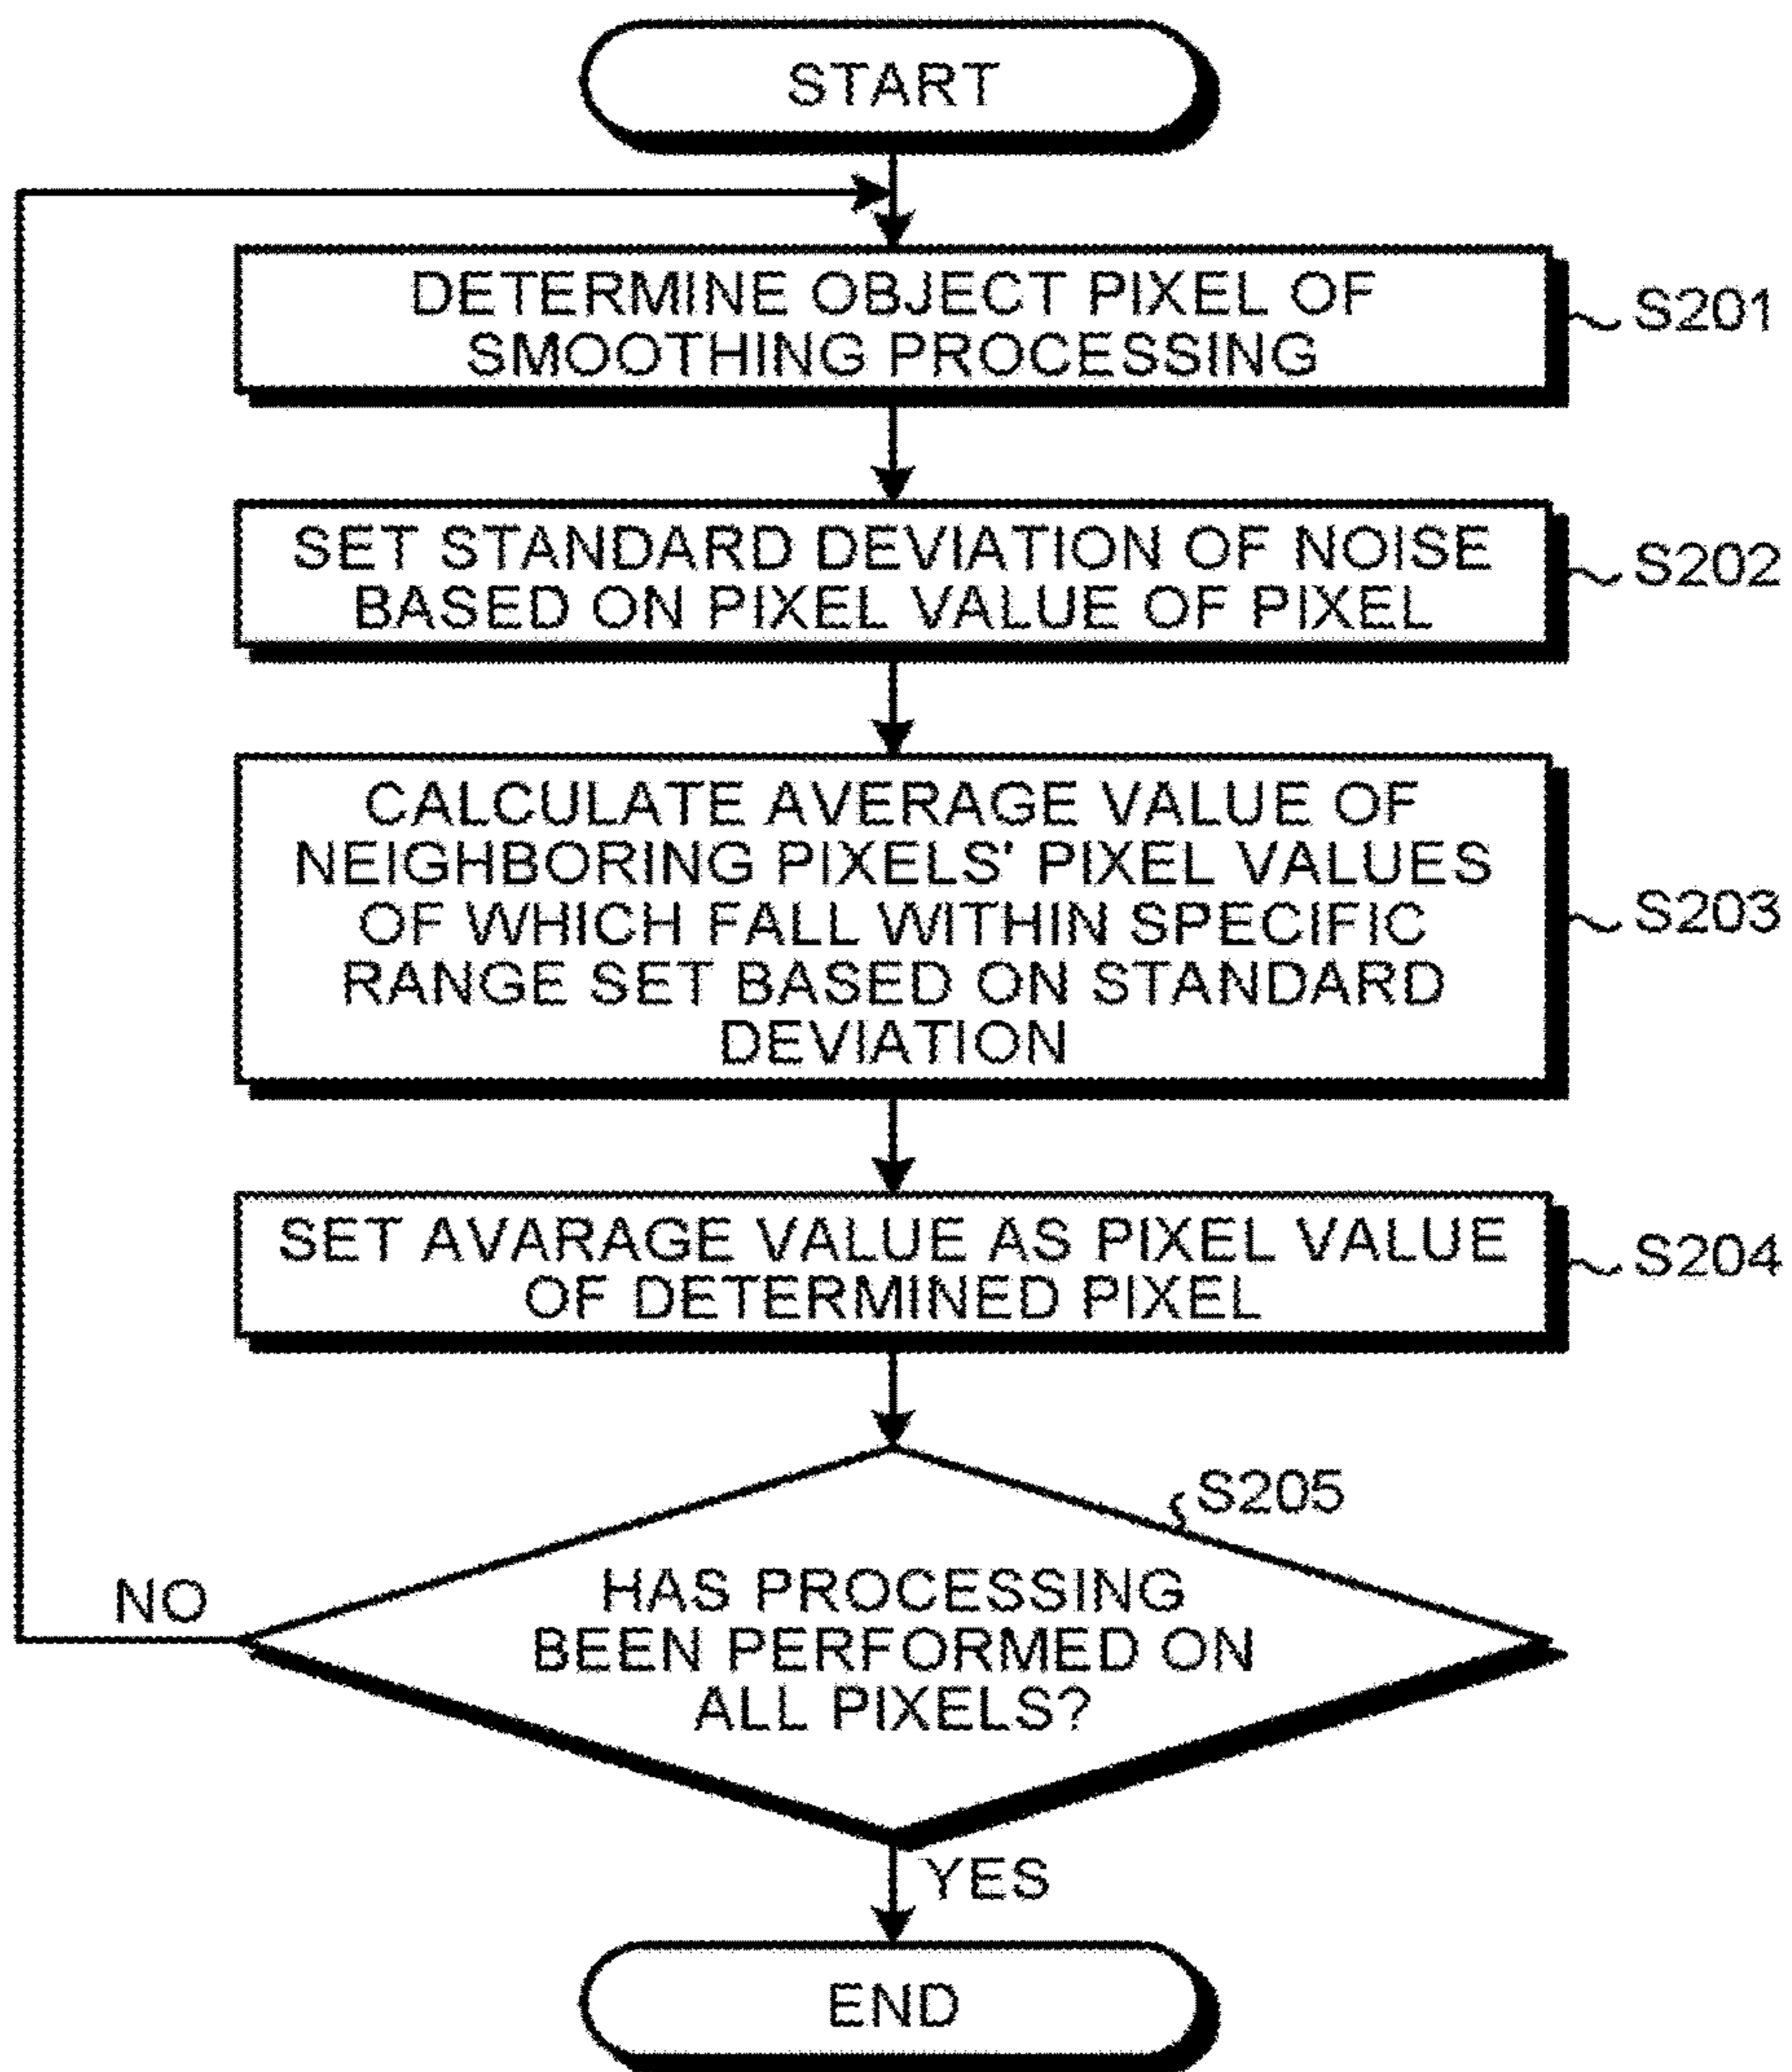 START
DETERMINE OBJECT PIXEL OF
SMOOTHING PROCESSING
S201
SET STANDARD DEVIATION OF NOISE
BASED ON PIXEL VALUE OF PIXEL
S202
CALCULATE AVERAGE VALUE OF
NEIGHBORING PIXELS' PIXEL VALUES
OF WHICH FALL WITHIN SPECIFIC
RANGE SET BASED ON STANDARD
DEVIATION
S203
SET AVARAGE VALUE AS PIXEL VALUE
OF DETERMINED PIXEL
S204
S205
HAS PROCESSING
BEEN PERFORMED ON
ALL PIXELS?
NO
YES
END